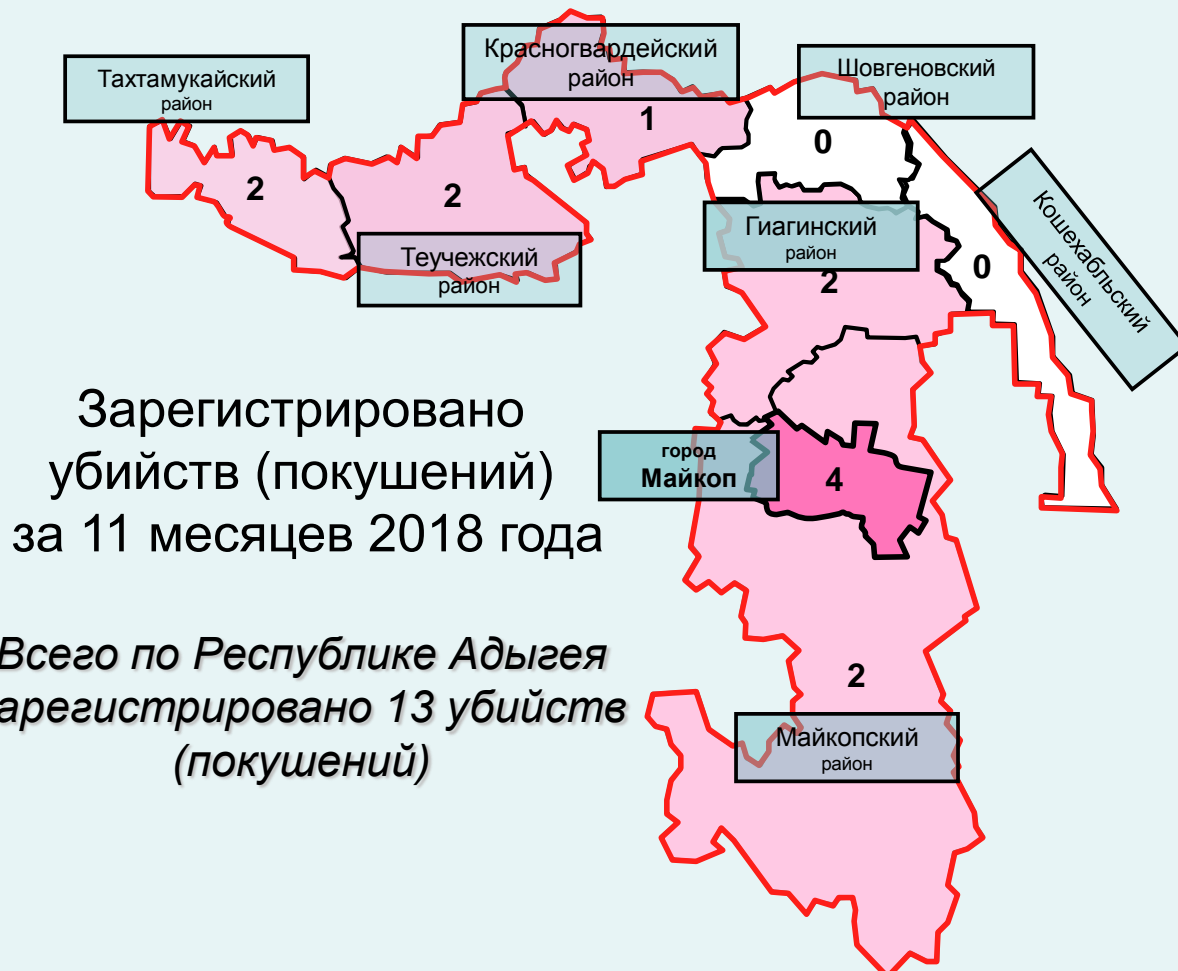 Красногвардейский
район
Шовгеновский
район
Тахтамукайский
район
1
0
2
2
Кошехабльский
район
Гиагинский
район
Теучежский
район
0
2
Зарегистрировано
убийств (покушений)
за 11 месяцев 2018 года
город
Майкоп
4
Всего по Республике Адыгея
арегистрировано 13 убийств
(покушений)
2
Майкопский
район